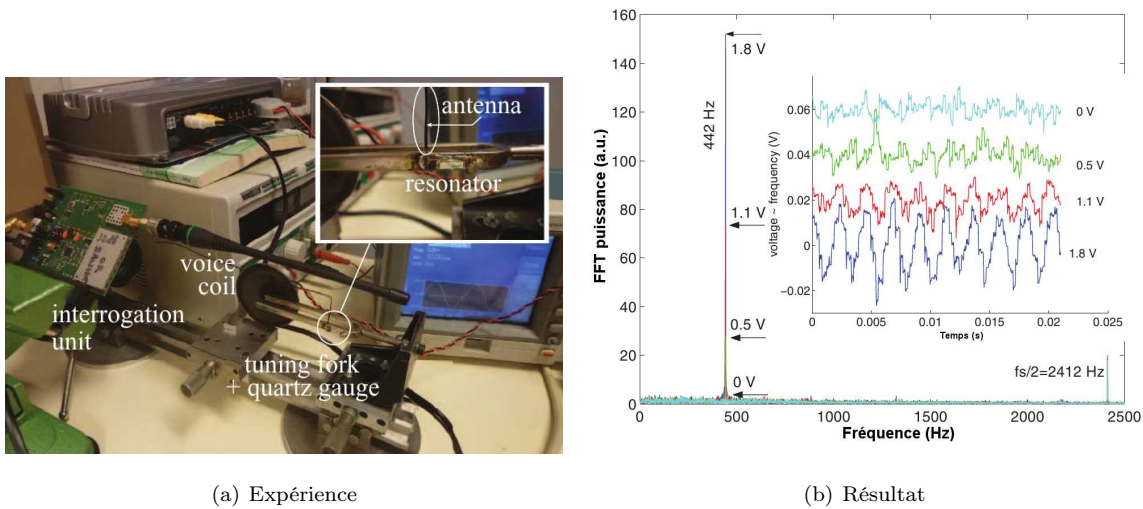 antenna
resonator
voice
coil
interrogation
unit
tuning fork
+ quartz gauge
(a) Expérience
FFT puissance (a.u.)
160
140
120
100
80
60
40
20
0
1.8 V
442 Hz
1.1 V
0.5 V
0 V
fs/2=2412 Hz
0
500
1000
1500
2000
2500
Fréquence (Hz)
voltage ~ frequency (V)
0.06
0.04
0.02
0
−0.02
0 V
0.5 V
1.1 V
1.8 V
0
0.005
0.01
0.015
0.02
0.025
Temps (s)
(b) Résultat